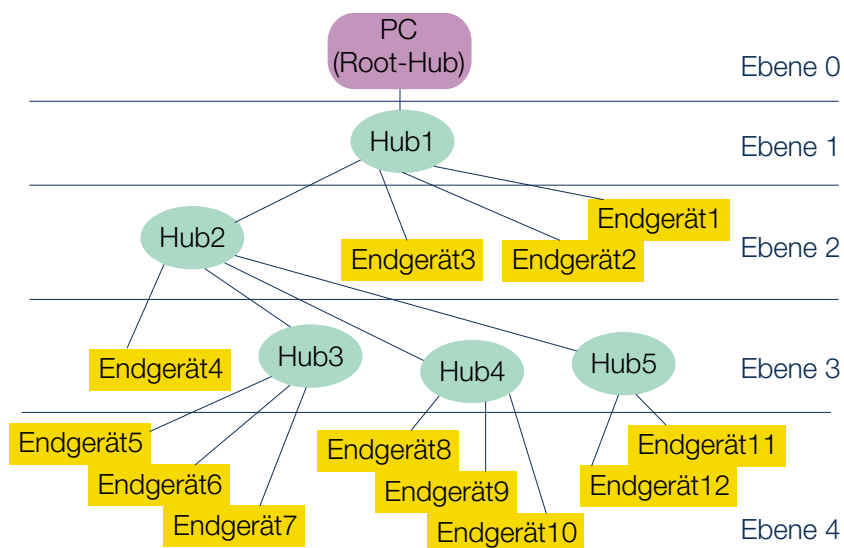 PC
(Root-Hub)
Ebene 0
Hub1
Ebene 1
Endgerät1
Hub2
Endgerät3
Endgerät2
Ebene 2
Endgerät4
Hub3
Hub4
Hub5
Ebene 3
Endgerät5
Endgerät8
Endgerät11
Endgerät6
Endgerät9
Endgerät12
Endgerät7
Endgerät10
Ebene 4